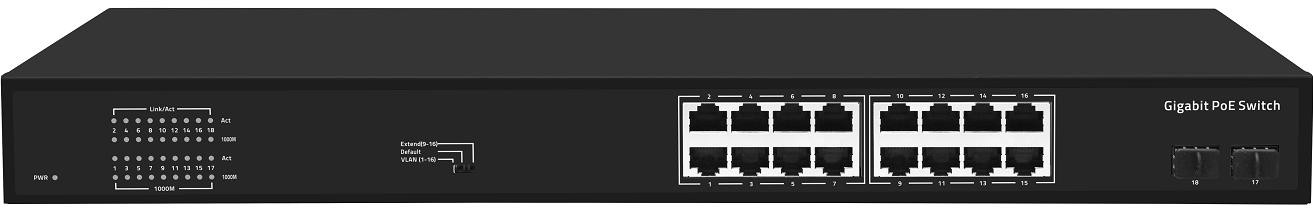 Link/Act
Act
2 4 6 8 10 12 14 16 18
1000M
Act
1 3 5 7 9 11 13 15 17
PWR
1000M
1000M
Extend(9-16)
Default
VLAN (1-16)
2 4 6 8
1 3 5 7
10 12 14 16
9 11 13 15
Gigabit PoE Switch
18 17